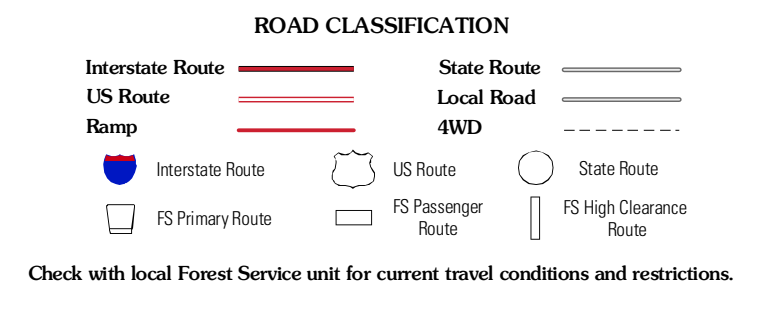 ROAD CLASSIFICATION
Interstate Route
State Route
US Route
Local Road
Ramp
4WD
Interstate Route
US Route
State Route
FS Primary Route
FS Passenger
Route
FS High Clearance
Route
Check with local Forest Service unit for current travel conditions and restrictions.